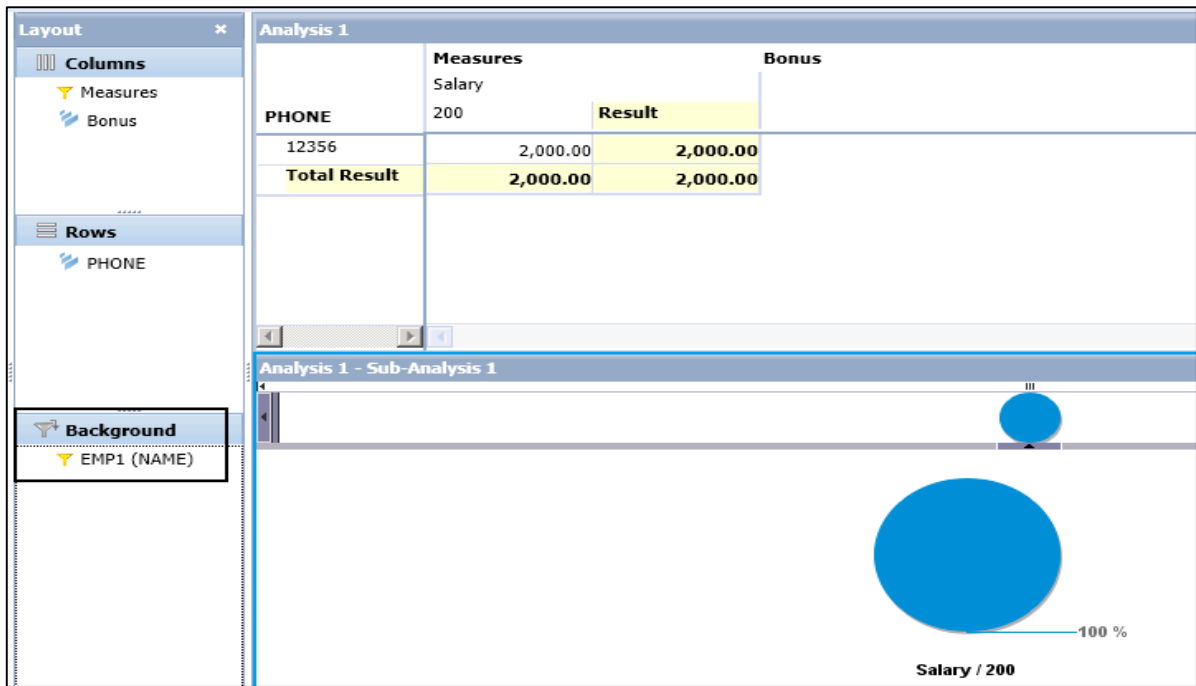 Layout ×
Columns
Measures
Bonus
Rows
PHONE
Background
EMP1 (NAME)
Analysis 1
Measures Bonus
Salary
PHONE 200 Result
12356 2,000.00 2,000.00
Total Result 2,000.00 2,000.00
Analysis 1 - Sub-Analysis 1
100 %
Salary / 200